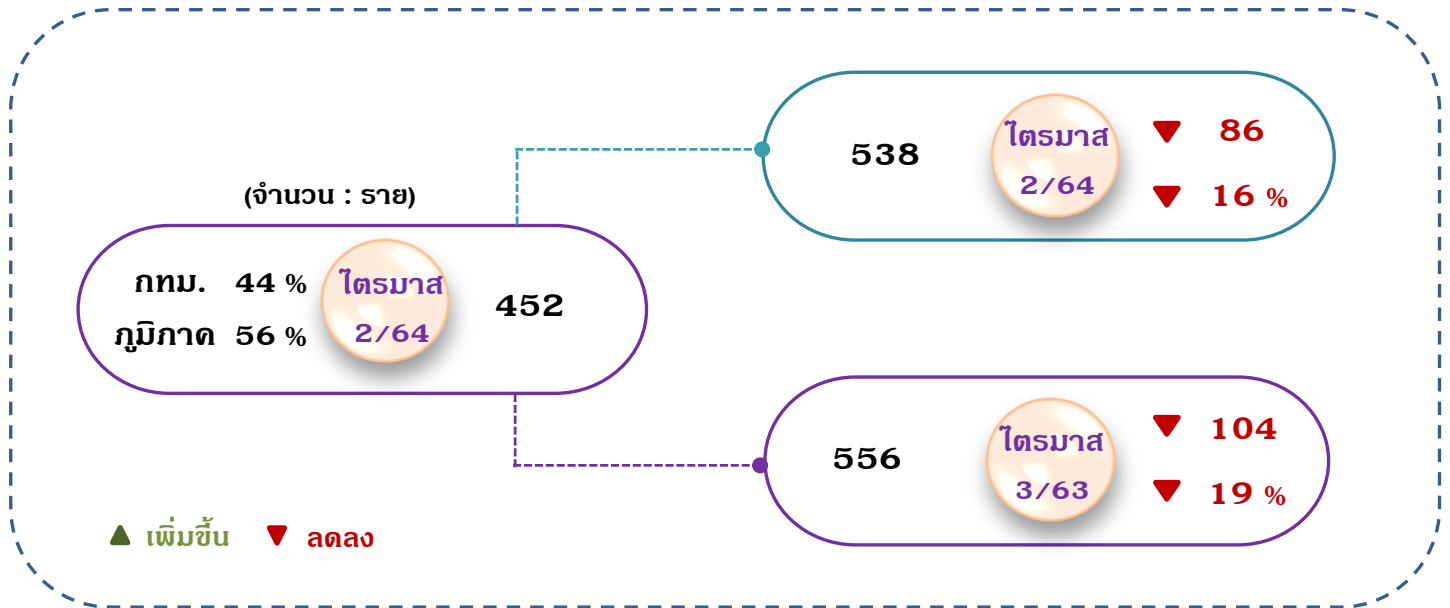 (จำนวน : ราย)
กทม. 44 %
ภูมิภาค 56 %
ไตรมาส
2/64
452
538
ไตรมาส
2/64
86
16 %
556
ไตรมาส
3/63
104
19 %
เพิ่มขึ้น ลดลง